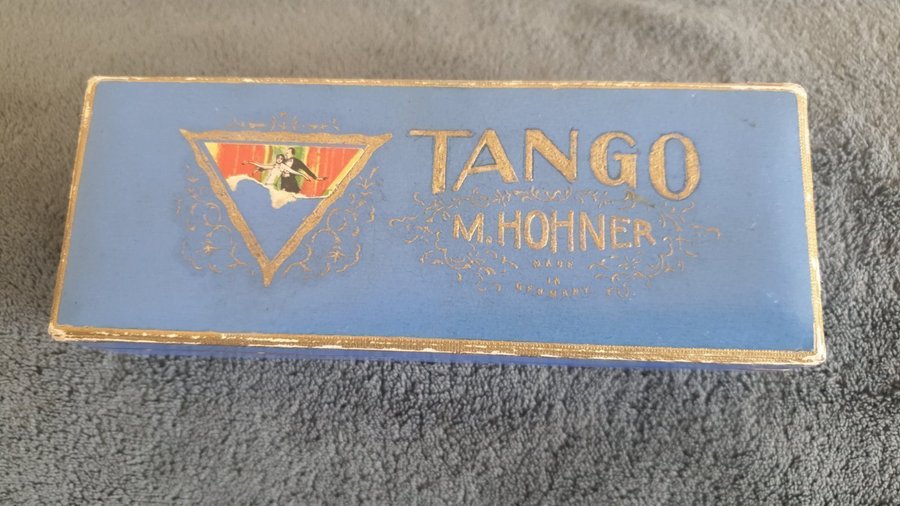 TANGO
M. HOHNER
MADE
IN
GERMANY